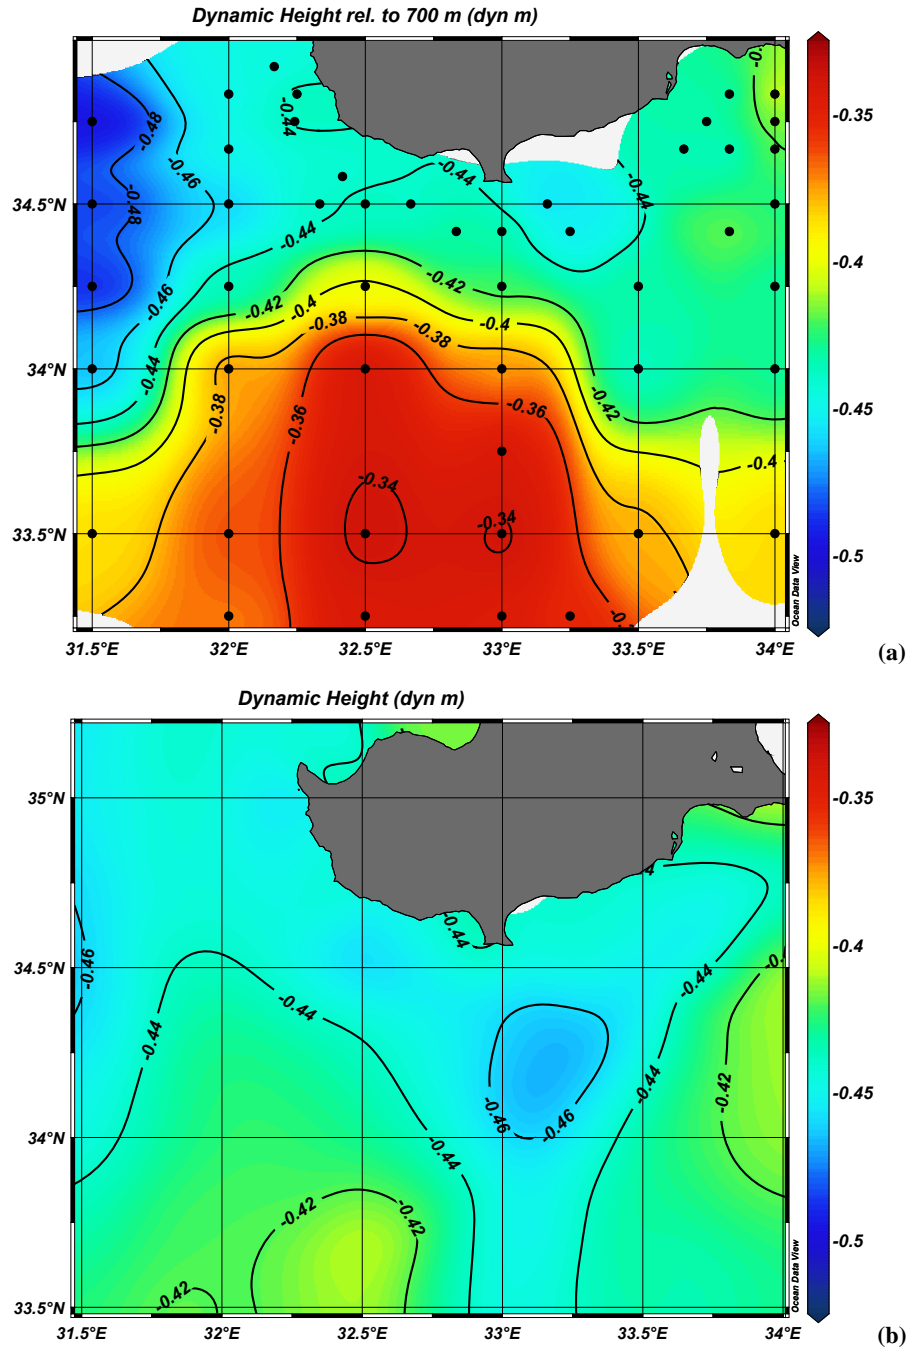 Dynamic Height rel. to 700 m (dyn m)
-0.48
-0.46
-0.48
-0.46
-0.44
-0.44
-0.44
-0.44
-0.44
-0.42
-0.42
-0.4
-0.4
-0.38
-0.38
-0.38
-0.36
-0.36
-0.42
-0.4
-0.34
-0.34
34.5°N
34°N
33.5°N
31.5°E
32°E
32.5°E
33°E
33.5°E
34°E
-0.35
-0.4
-0.45
-0.5
Ocean Data View
(a)
Dynamic Height (dyn m)
-0.46
-0.44
-0.44
-0.44
-0.44
-0.44
-0.44
-0.46
-0.46
-0.42
-0.42
-0.42
-0.42
35°N
34.5°N
34°N
33.5°N
31.5°E
32°E
32.5°E
33°E
33.5°E
34°E
-0.35
-0.4
-0.45
-0.5
Ocean Data View
(b)